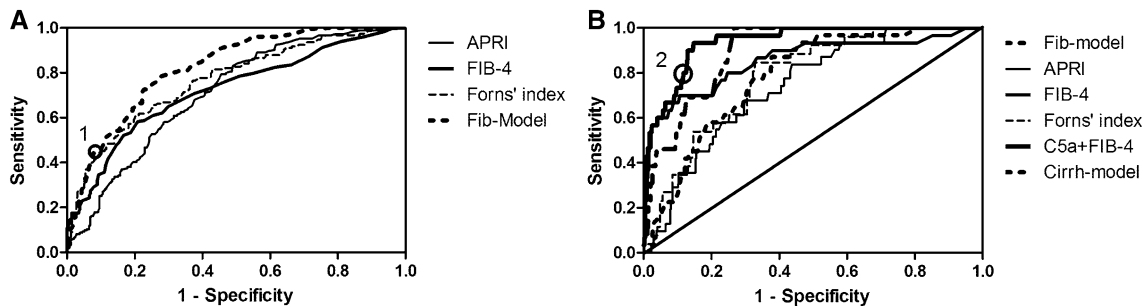 A
1.0
0.8
0.6
0.4
0.2
0.0
Sensitivity
1
0.0 0.2 0.4 0.6 0.8 1.0
1 - Specificity
APRI
FIB-4
Forns' index
Fib-Model
B
1.0
0.8
0.6
0.4
0.2
0.0
Sensitivity
2
0.0 0.2 0.4 0.6 0.8 1.0
1 - Specificity
Fib-model
APRI
FIB-4
Forns' index
C5a+FIB-4
Cirrh-model